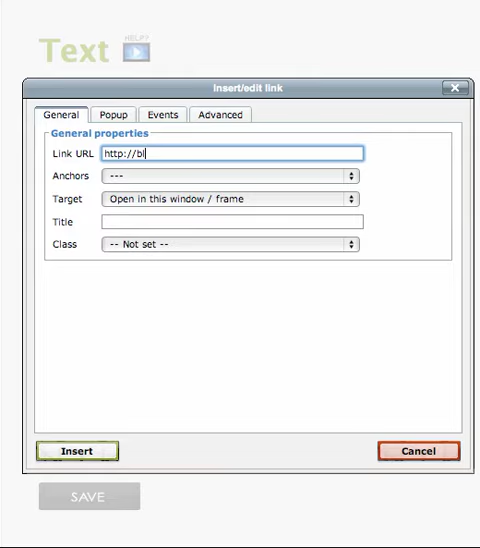 Text HELP?
Insert/edit link
General Popup Events Advanced
General properties
Link URL http://bl
Anchors ---
Target Open in this window / frame
Title
Class -- Not set --
Insert Cancel
SAVE